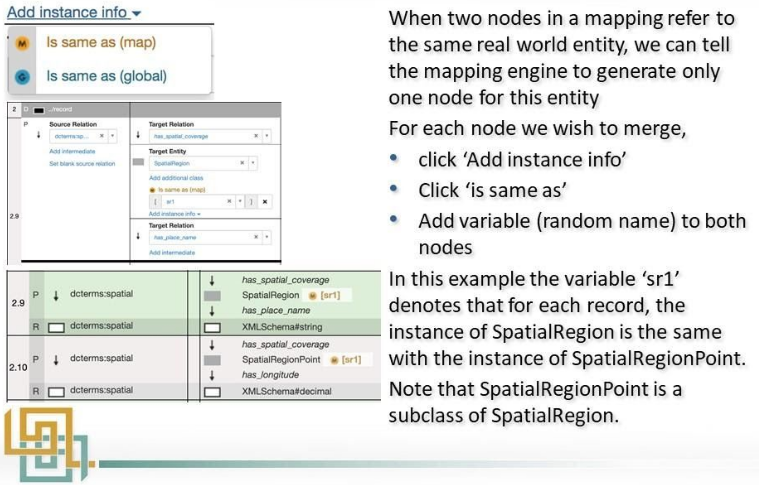 Add instance info
M Is same as (map)
G Is same as (global)
When two nodes in a mapping refer to
the same real world entity, we can tell
the mapping engine to generate only
one node for this entity
For each node we wish to merge,
• click ‘Add instance info’
• Click ‘is same as’
• Add variable (random name) to both
nodes
In this example the variable ‘sr1’
denotes that for each record, the
instance of SpatialRegion is the same
with the instance of SpatialRegionPoint.
Note that SpatialRegionPoint is a
subclass of SpatialRegion.
2 D ../record
2.9
P
Source Relation
dcterms:sp...
Add intermediate
Set blank source relation
Target Relation
has_spatial_coverage
Target Entity
SpatialRegion
Add additional class
Is same as (map)
[ sr1 ]
Add instance info
Target Relation
has_place_name
Add intermediate
2.9 P dcterms:spatial
has_spatial_coverage
SpatialRegion M [sr1]
has_place_name
R dcterms:spatial XMLSchema#string
2.10 P dcterms:spatial
has_spatial_coverage
SpatialRegionPoint M [sr1]
has_longitude
R dcterms:spatial XMLSchema#decimal